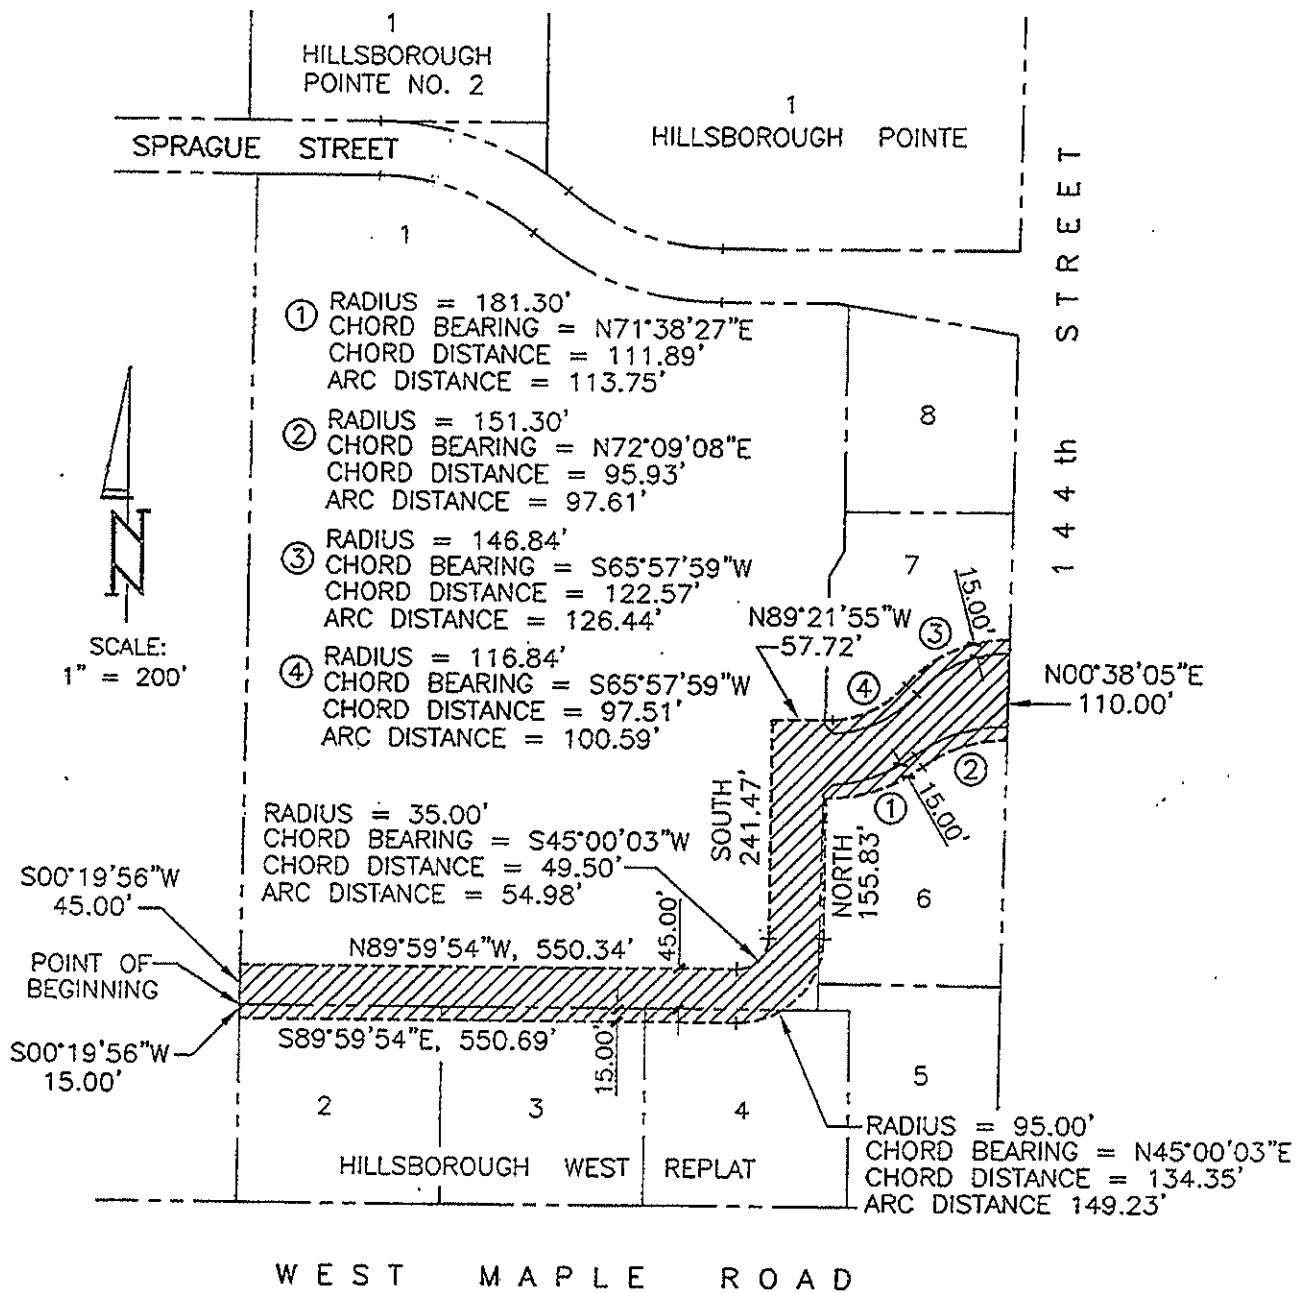 1
HILLSBOROUGH
POINTE NO. 2
1
HILLSBOROUGH POINTE
SPRAGUE STREET
144th STREET
1
① RADIUS = 181.30'
CHORD BEARING = N71°38'27"E
CHORD DISTANCE = 111.89'
ARC DISTANCE = 113.75'
② RADIUS = 151.30'
CHORD BEARING = N72°09'08"E
CHORD DISTANCE = 95.93'
ARC DISTANCE = 97.61'
③ RADIUS = 146.84'
CHORD BEARING = S65°57'59"W
CHORD DISTANCE = 122.57'
ARC DISTANCE = 126.44'
④ RADIUS = 116.84'
CHORD BEARING = S65°57'59"W
CHORD DISTANCE = 97.51'
ARC DISTANCE = 100.59'
N
SCALE:
1" = 200'
8
7
15.00'
N89°21'55"W
57.72'
③
④
N00°38'05"E
110.00'
②
①
15.00'
SOUTH
241.47'
NORTH
155.83'
6
RADIUS = 35.00'
CHORD BEARING = S45°00'03"W
CHORD DISTANCE = 49.50'
ARC DISTANCE = 54.98'
S00°19'56"W
45.00'
N89°59'54"W, 550.34'
45.00'
POINT OF
BEGINNING
S89°59'54"E, 550.69'
15.00'
S00°19'56"W
15.00'
2
3
4
5
RADIUS = 95.00'
CHORD BEARING = N45°00'03"E
CHORD DISTANCE = 134.35'
ARC DISTANCE 149.23'
HILLSBOROUGH WEST REPLAT
WEST MAPLE ROAD